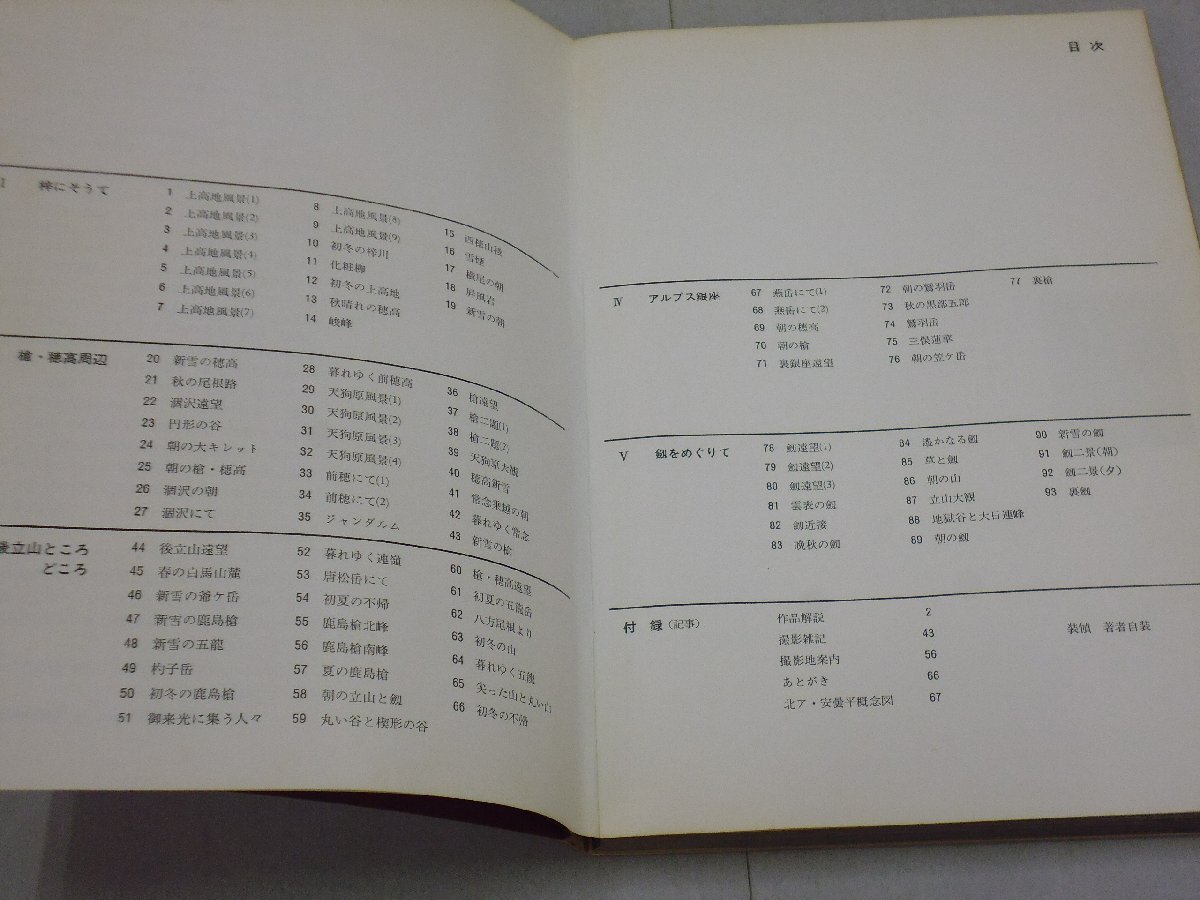 目次
I 梓にそうて
1 上高地風景(1)
2 上高地風景(2)
3 上高地風景(3)
4 上高地風景(4)
5 上高地風景(5)
6 上高地風景(6)
7 上高地風景(7)
8 上高地風景(8)
9 上高地風景(9)
10 初冬の梓川
11 化粧柳
12 初冬の上高地
13 秋晴れの穂高
14 峻峰
15 西穂山稜
16 雪煙
17 横尾の朝
18 屏風岩
19 新雪の朝
槍・穂高周辺
20 新雪の穂高
21 秋の尾根路
22 涸沢遠望
23 円形の谷
24 朝の大キレット
25 朝の槍・穂高
26 涸沢の朝
27 涸沢にて
28 暮れゆく前穂高
29 天狗原風景(1)
30 天狗原風景(2)
31 天狗原風景(3)
32 天狗原風景(4)
33 前穂にて(1)
34 前穂にて(2)
35 ジャンダルム
36 槍遠望
37 槍二題(1)
38 槍二題(2)
39 天狗原大観
40 穂高新雪
41 常念乗越の朝
42 暮れゆく常念
43 新雪の槍
後立山ところ
どころ
44 後立山遠望
45 春の白馬山麓
46 新雪の爺ケ岳
47 新雪の鹿島槍
48 新雪の五龍
49 杓子岳
50 初冬の鹿島槍
51 御来光に集う人々
52 暮れゆく連嶺
53 唐松岳にて
54 初夏の不帰
55 鹿島槍北峰
56 鹿島槍南峰
57 夏の鹿島槍
58 朝の立山と劔
59 丸い谷と楔形の谷
60 槍・穂高遠望
61 初夏の五龍岳
62 八方尾根より
63 初冬の山
64 暮れゆく五龍
65 尖った山と丸い山
66 初冬の不帰
IV アルプス銀座
67 燕岳にて(1)
68 燕岳にて(2)
69 朝の穂高
70 朝の槍
71 裏銀座遠望
72 朝の鷲羽岳
73 秋の黒部五郎
74 鷲羽岳
75 三俣蓮華
76 朝の笠ケ岳
77 裏槍
V 劔をめぐりて
78 劔遠望(1)
79 劔遠望(2)
80 劔遠望(3)
81 雲表の劔
82 劔近接
83 晩秋の劔
84 遙かなる劔
85 墓と劔
86 朝の山
87 立山大観
88 地獄谷と大日連峰
89 朝の劔
90 新雪の劔
91 劔二景(朝)
92 劔二景(夕)
93 裏劔
付録(記事)
作品解説 2
撮影雑記 43
撮影地案内 56
あとがき 66
北ア・安曇平概念図 67
装幀 著者自装